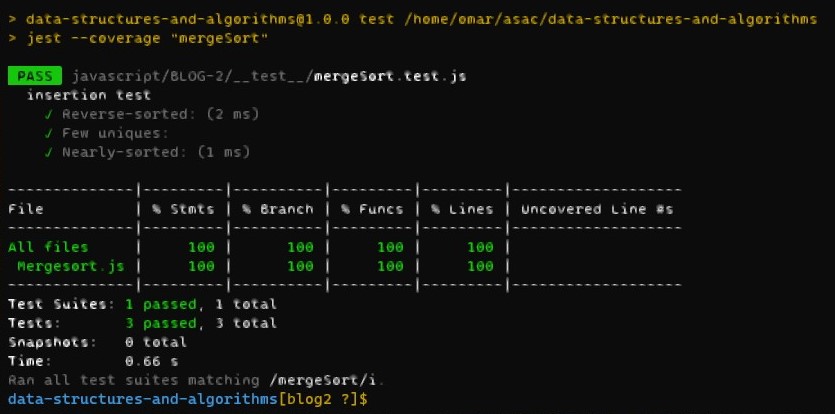 > data-structures-and-algorithms@1.0.0 test /home/omar/asac/data-structures-and-algorithms
> jest --coverage "mergeSort"
PASS javascript/BLOG-2/__test__/mergeSort.test.js
insertion test
✓ Reverse-sorted: (2 ms)
✓ Few uniques:
✓ Nearly-sorted: (1 ms)
--------------|---------|----------|---------|---------|-------------------
File | % Stmts | % Branch | % Funcs | % Lines | Uncovered Line #s
--------------|---------|----------|---------|---------|-------------------
All files | 100 | 100 | 100 | 100 |
Mergesort.js | 100 | 100 | 100 | 100 |
--------------|---------|----------|---------|---------|-------------------
Test Suites: 1 passed, 1 total
Tests: 3 passed, 3 total
Snapshots: 0 total
Time: 0.66 s
Ran all test suites matching /mergeSort/i.
data-structures-and-algorithms[blog2 ?]$